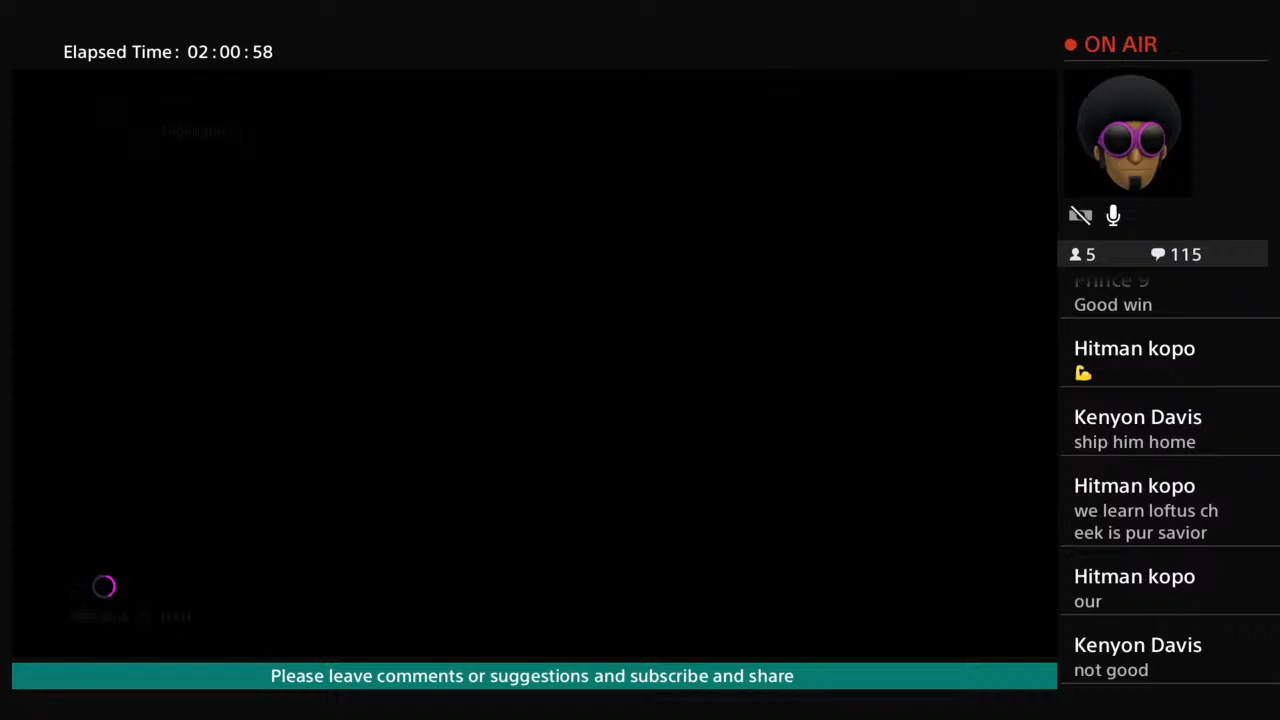 Elapsed Time: 02:00:58
ON AIR
5 115
Prince 9
Good win
Hitman kopo
💪
Kenyon Davis
ship him home
Hitman kopo
we learn loftus ch
eek is pur savior
Hitman kopo
our
Kenyon Davis
not good
Please leave comments or suggestions and subscribe and share